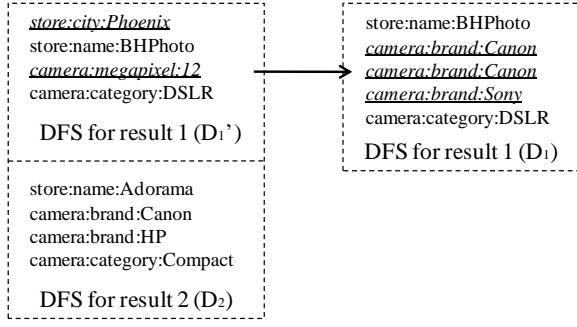 store:city:Phoenix
store:name:BHPhoto
camera:megapixel:12
camera:category:DSLR
DFS for result 1 (D1’)
store:name:Adorama
camera:brand:Canon
camera:brand:HP
camera:category:Compact
DFS for result 2 (D2)
store:name:BHPhoto
camera:brand:Canon
camera:brand:Canon
camera:brand:Sony
camera:category:DSLR
DFS for result 1 (D1)